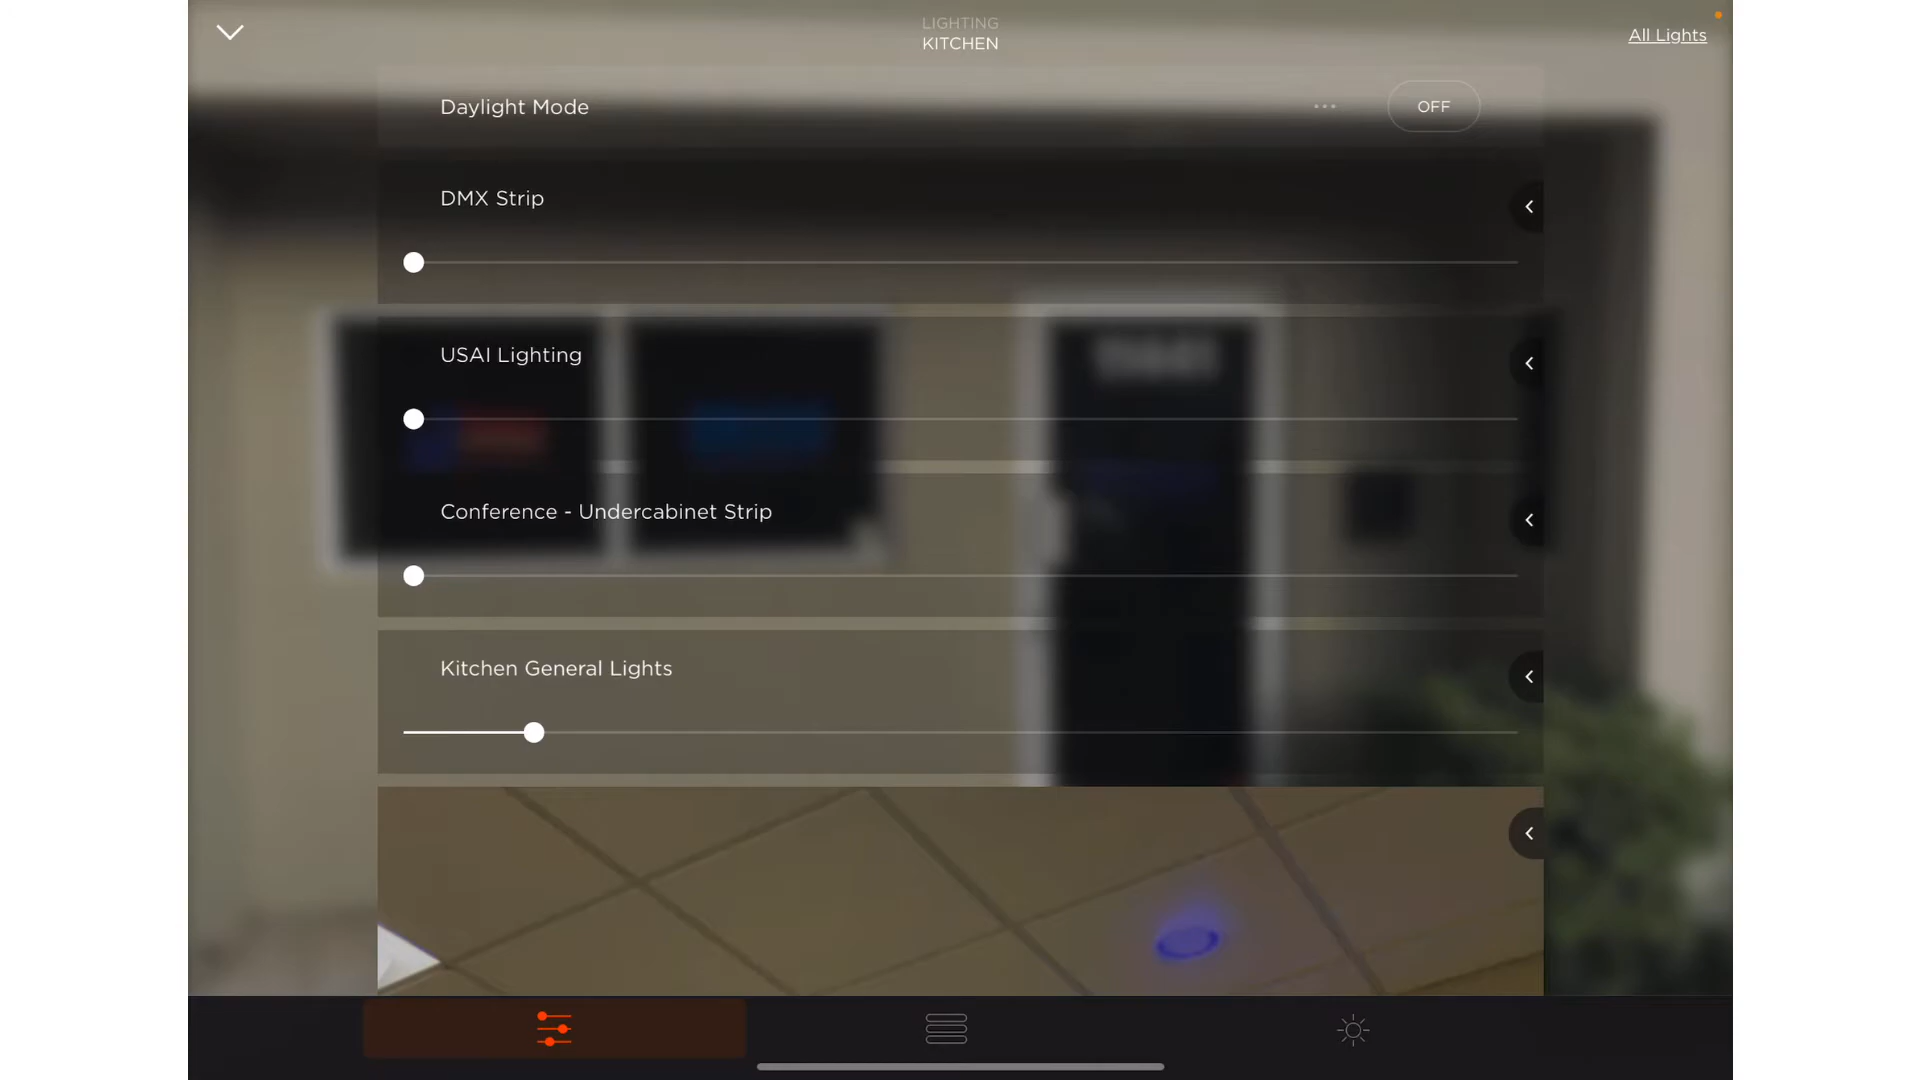 LIGHTING
KITCHEN
All Lights
Daylight Mode
OFF
DMX Strip
USAI Lighting
Conference - Undercabinet Strip
Kitchen General Lights